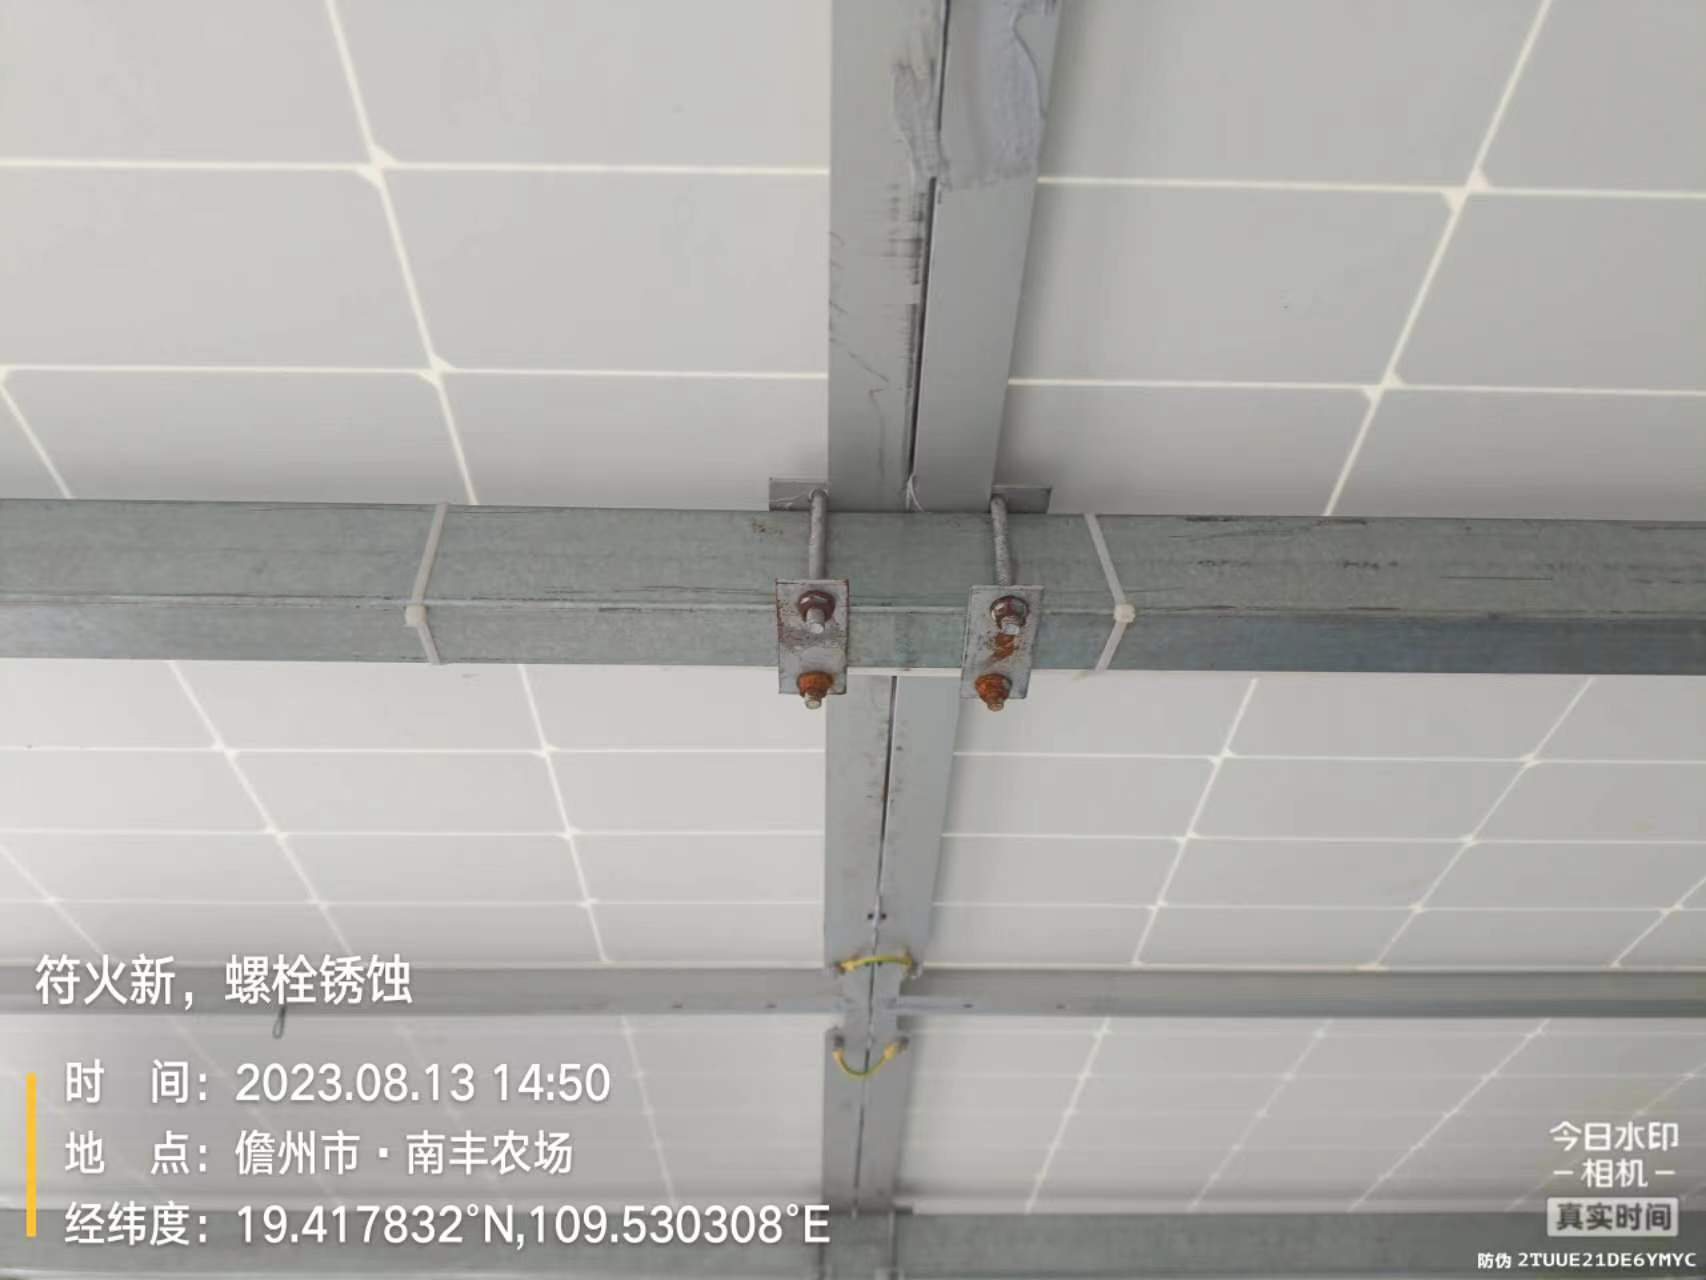 符火新，螺栓锈蚀
时 间：2023.08.13 14:50
地 点：儋州市·南丰农场
经纬度：19.417832°N,109.530308°E
今日水印
-相机-
真实时间
防伪 2TUUE21DE6YMYC